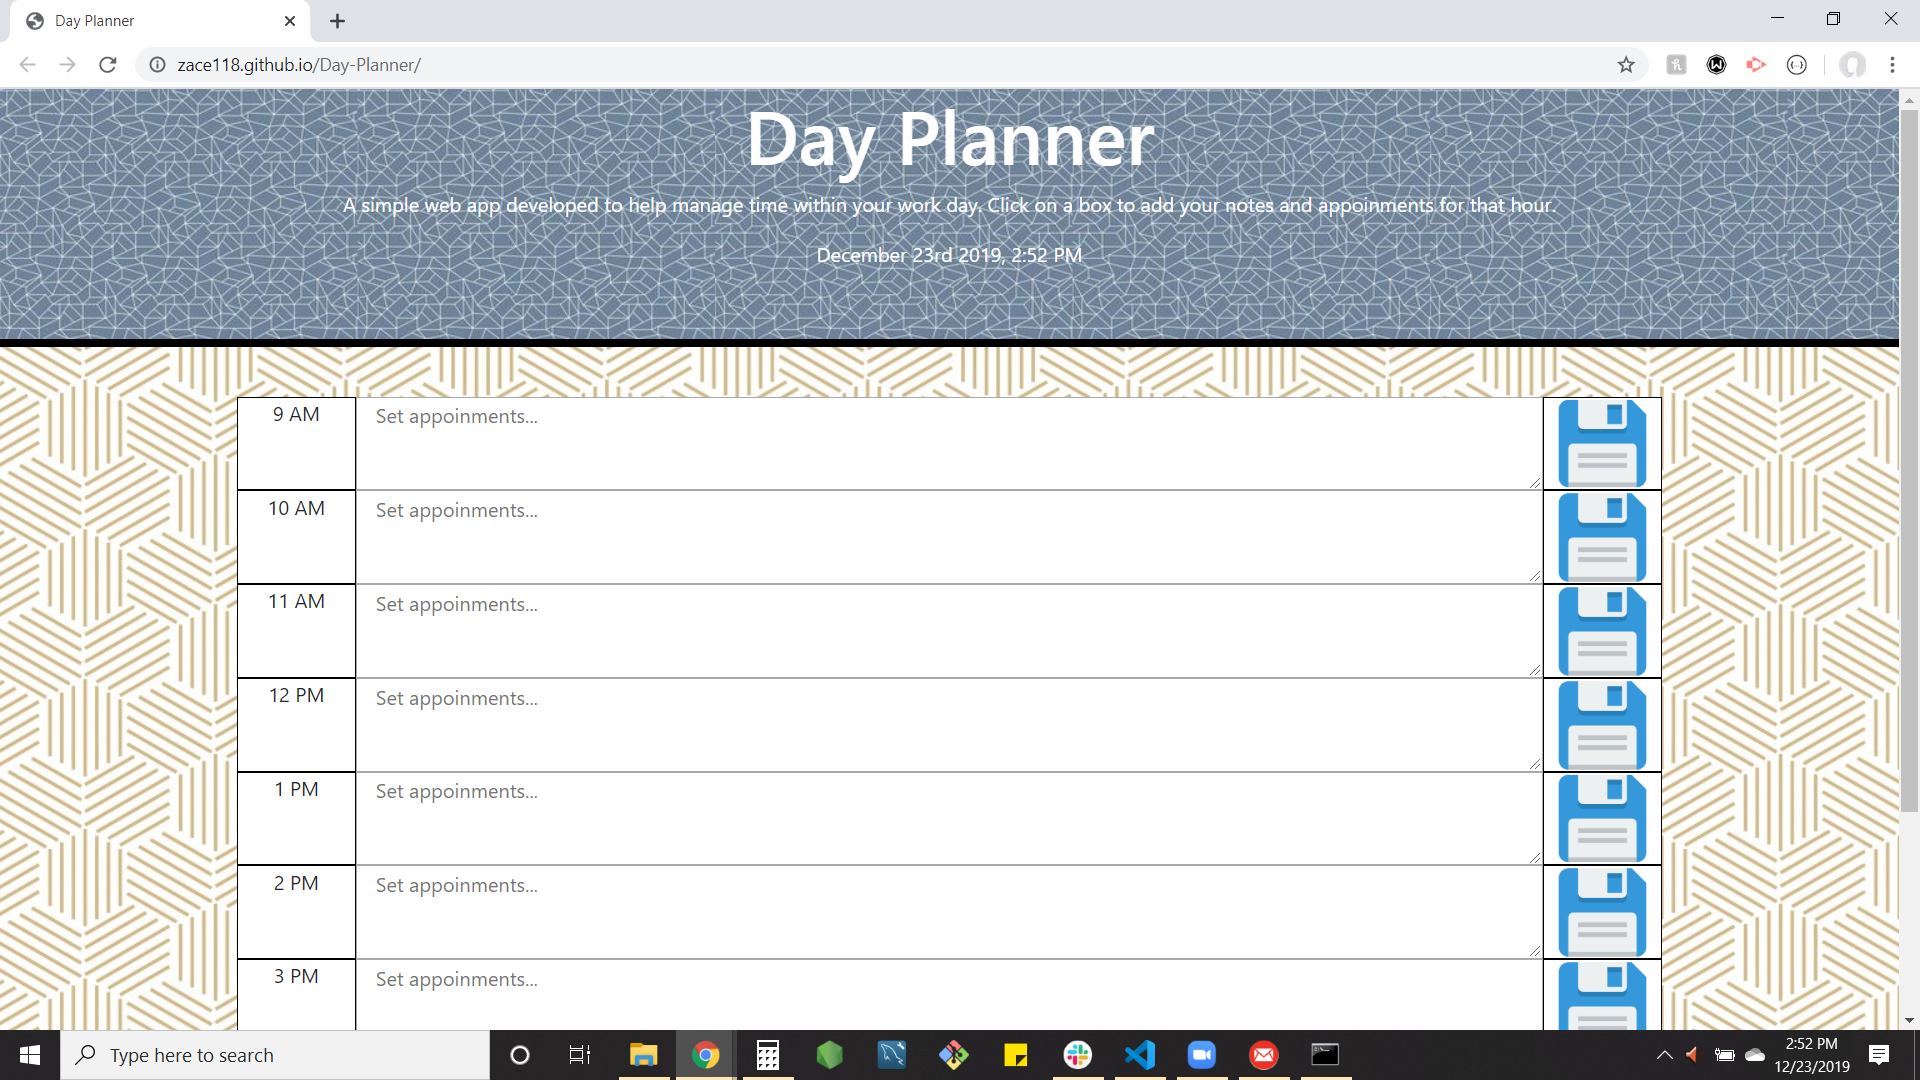 Day Planner
zace118.github.io/Day-Planner/
Day Planner
A simple web app developed to help manage time within your work day. Click on a box to add your notes and appoinments for that hour.
December 23rd 2019, 2:52 PM
9 AM Set appoinments...
10 AM Set appoinments...
11 AM Set appoinments...
12 PM Set appoinments...
1 PM Set appoinments...
2 PM Set appoinments...
3 PM Set appoinments...
Type here to search
2:52 PM
12/23/2019